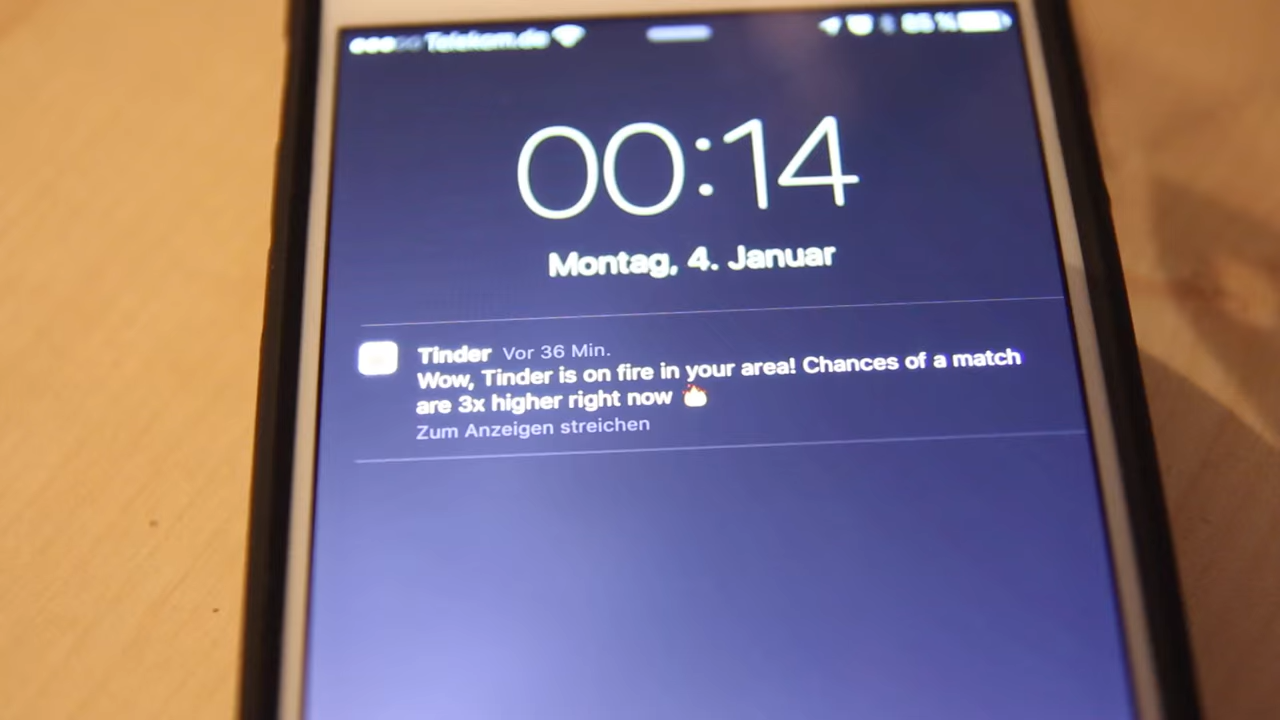 Telekom.de 86 %
00:14
Montag, 4. Januar
Tinder Vor 36 Min.
Wow, Tinder is on fire in your area! Chances of a match
are 3x higher right now 🔥
Zum Anzeigen streichen